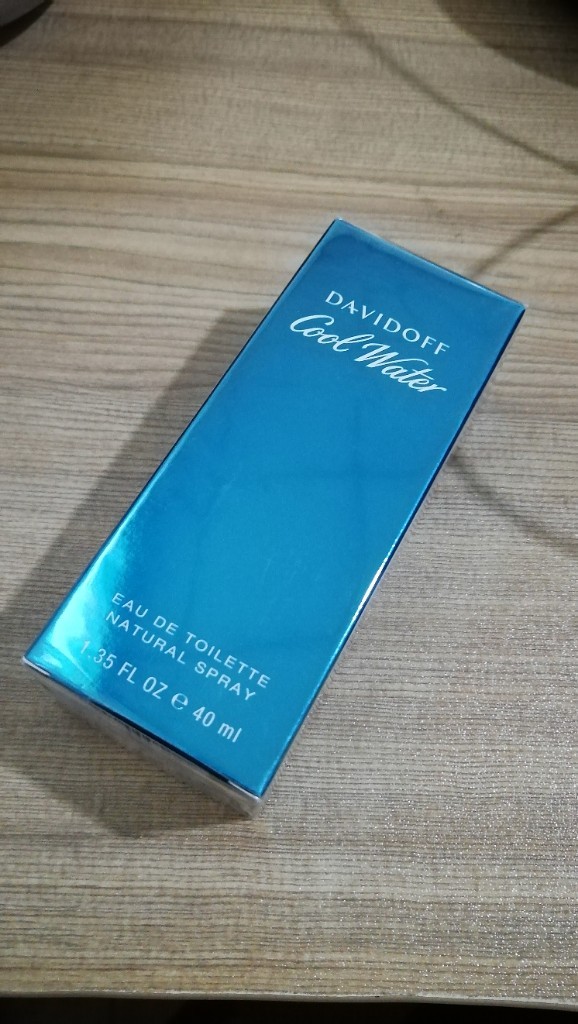 DAVIDOFF
Cool Water
EAU DE TOILETTE
NATURAL SPRAY
1.35 FL OZ ℮ 40 ml